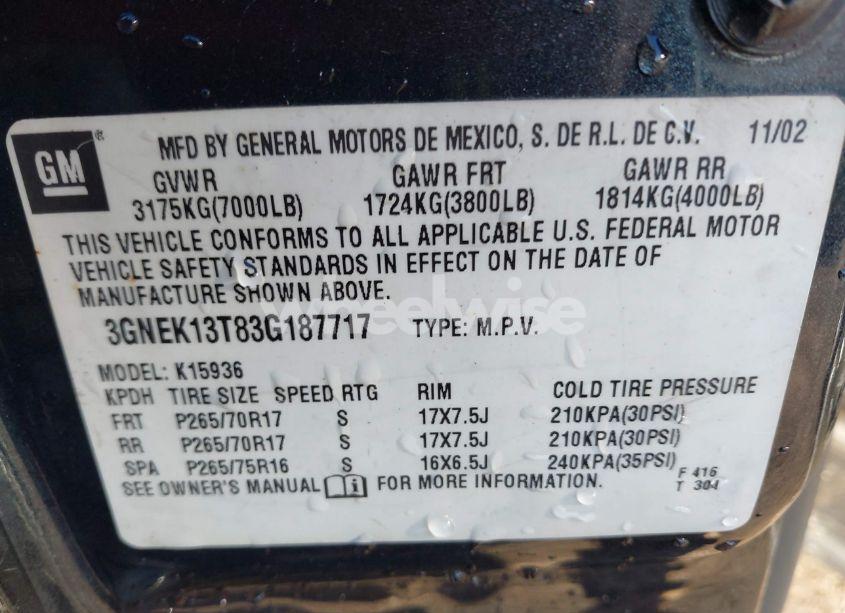 GM ® MFD BY GENERAL MOTORS DE MEXICO, S. DE R.L. DE C.V. 11/02
GVWR GAWR FRT GAWR RR
3175KG(7000LB) 1724KG(3800LB) 1814KG(4000LB)
THIS VEHICLE CONFORMS TO ALL APPLICABLE U.S. FEDERAL MOTOR
VEHICLE SAFETY STANDARDS IN EFFECT ON THE DATE OF
MANUFACTURE SHOWN ABOVE.
wheelwise
3GNEK13T83G187717 TYPE: M.P.V.
MODEL: K15936
KPDH TIRE SIZE SPEED RTG RIM COLD TIRE PRESSURE
FRT P265/70R17 S 17X7.5J 210KPA(30PSI)
RR P265/70R17 S 17X7.5J 210KPA(30PSI)
SPA P265/75R16 S 16X6.5J 240KPA(35PSI)
SEE OWNER'S MANUAL i FOR MORE INFORMATION.
F 416
T 304